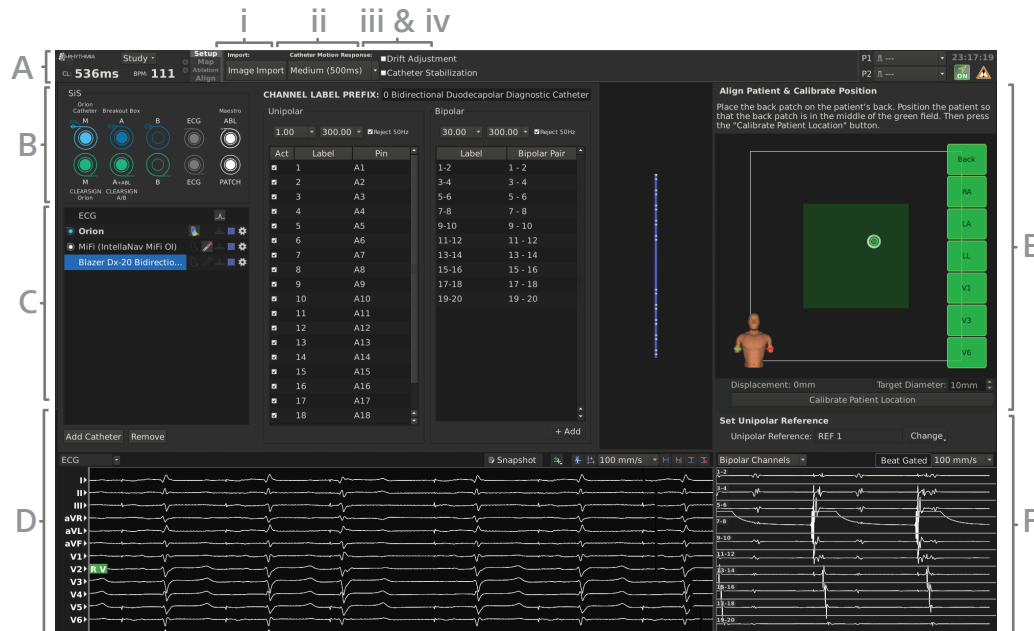 i ii iii & iv
A
RHYTHMIA Study
CL: 536ms BPM: 111
Setup
Map
Ablation
Align
Import:
Image Import
Catheter Motion Response:
Medium (500ms)
Drift Adjustment
Catheter Stabilization
P1 ---
P2 ---
23:17:19
ON
B
SiS
Orion Catheter Breakout Box Maestro
M A B ECG ABL
M A+ABL B ECG PATCH
CLEARSIGN Orion CLEARSIGN A/B
C
ECG
Orion
MiFi (IntellaNav MiFi OI)
Blazer Dx-20 Bidirectio...
Add Catheter Remove
CHANNEL LABEL PREFIX: 0 Bidirectional Duodecapolar Diagnostic Catheter
Unipolar
1.00 300.00 Reject 50Hz
Act Label Pin
1 A1
2 A2
3 A3
4 A4
5 A5
6 A6
7 A7
8 A8
9 A9
10 A10
11 A11
12 A12
13 A13
14 A14
15 A15
16 A16
17 A17
18 A18
Bipolar
30.00 300.00 Reject 50Hz
Label Bipolar Pair
1-2 1 - 2
3-4 3 - 4
5-6 5 - 6
7-8 7 - 8
9-10 9 - 10
11-12 11 - 12
13-14 13 - 14
15-16 15 - 16
17-18 17 - 18
19-20 19 - 20
+ Add
E
Align Patient & Calibrate Position
Place the back patch on the patient's back. Position the patient so
that the back patch is in the middle of the green field. Then press
the "Calibrate Patient Location" button.
Back
RA
LA
LL
V1
V3
V6
Displacement: 0mm Target Diameter: 10mm
Calibrate Patient Location
Set Unipolar Reference
Unipolar Reference: REF 1 Change
D
ECG Snapshot 100 mm/s
I
II
III
aVR
aVL
aVF
V1
V2 R V
V3
V4
V5
V6
F
Bipolar Channels Beat Gated 100 mm/s
1-2
3-4
5-6
7-8
9-10
11-12
13-14
15-16
17-18
19-20